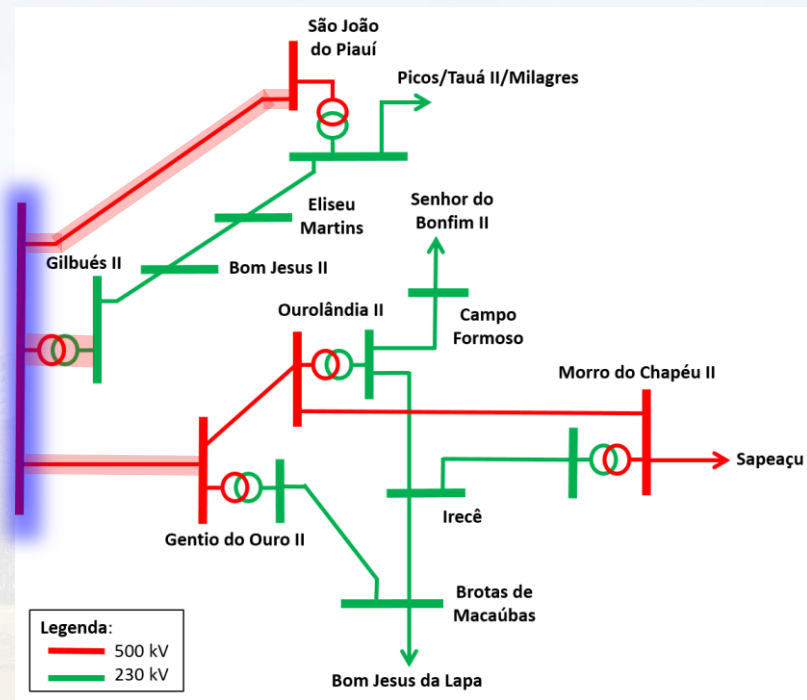 São João
do Piauí
Picos/Tauá II/Milagres
Eliseu
Martins
Senhor do
Bonfim II
Gilbués II
Bom Jesus II
Ourolândia II
Campo
Formoso
Morro do Chapéu II
Sapeaçu
Irecê
Gentio do Ouro II
Brotas de
Macaúbas
Legenda:
500 kV
230 kV
Bom Jesus da Lapa